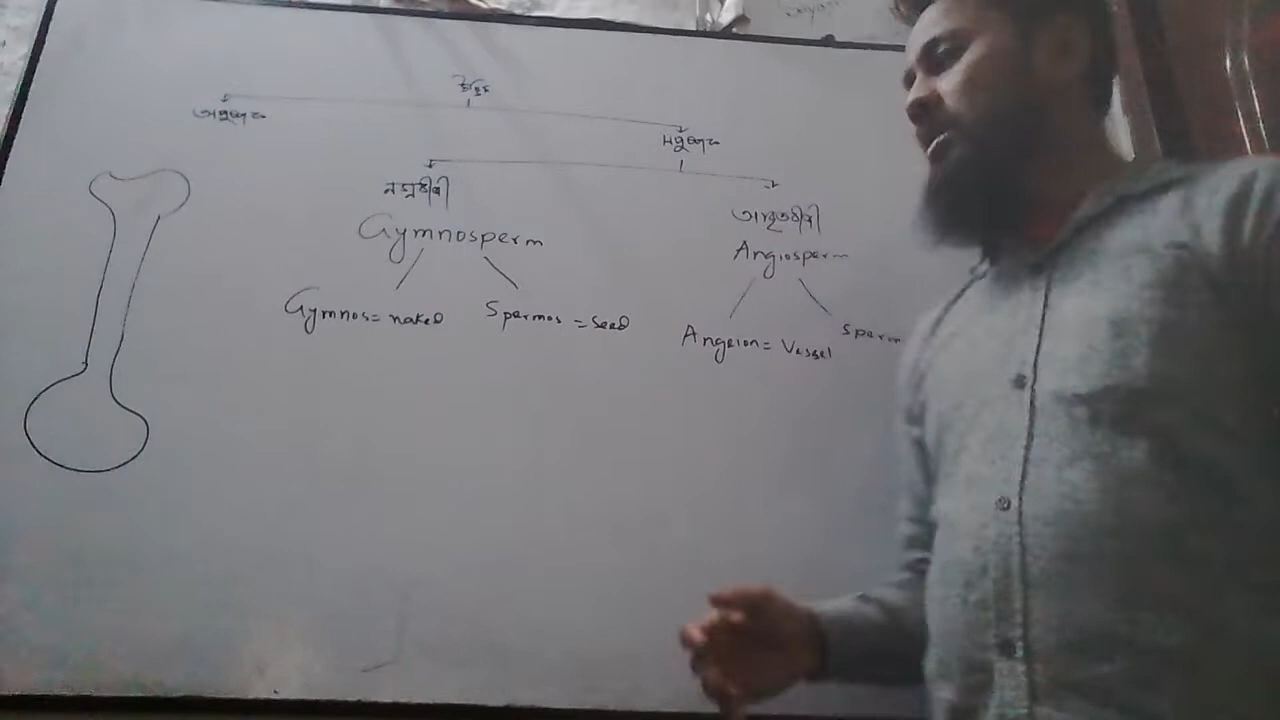 উদ্ভিদ
অপুষ্পক
সপুষ্পক
নগ্নবীজী
আবৃতবীজী
Gymnosperm
Angiosperm
Gymnos = naked
Spermos = Seed
Angeion = Vessel
Sperm